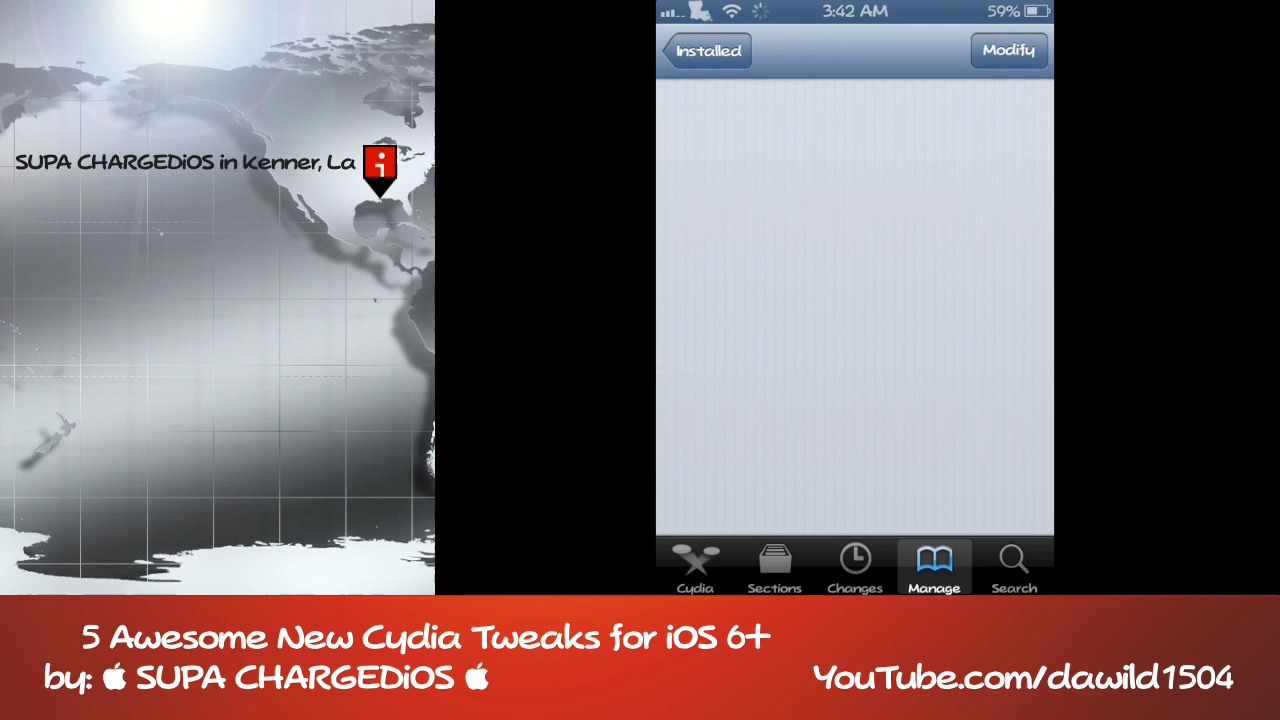 3:42 AM 59%
Installed Modify
SUPA CHARGEDiOS in Kenner, La i
Cydia Sections Changes Manage Search
5 Awesome New Cydia Tweaks for iOS 6+
by: SUPA CHARGEDiOS
YouTube.com/dawild1504